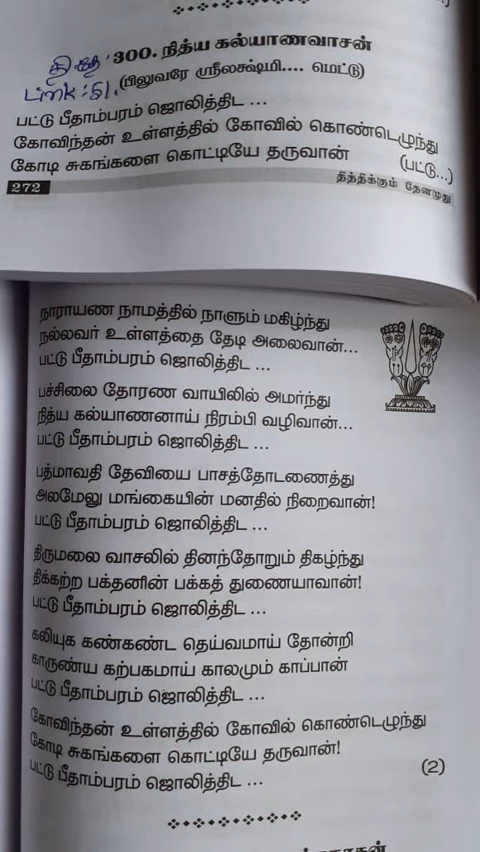 300. நித்ய கல்யாணவாசன்
Link: 51. (பிலுவரே ஸ்ரீலக்ஷ்மி.... மெட்டு)
பட்டு பீதாம்பரம் ஜொலித்திட ...
கோவிந்தன் உள்ளத்தில் கோவில் கொண்டெழுந்து
கோடி சுகங்களை கொட்டியே தருவான் (பட்டு...)
272 தித்திக்கும் தேனமுது
நாராயண நாமத்தில் நாளும் மகிழ்ந்து
நல்லவர் உள்ளத்தை தேடி அலைவான்...
பட்டு பீதாம்பரம் ஜொலித்திட ...
பச்சிலை தோரண வாயிலில் அமர்ந்து
நித்ய கல்யாணனாய் நிரம்பி வழிவான்...
பட்டு பீதாம்பரம் ஜொலித்திட ...
பத்மாவதி தேவியை பாசத்தோடணைத்து
அலமேலு மங்கையின் மனதில் நிறைவான்!
பட்டு பீதாம்பரம் ஜொலித்திட ...
திருமலை வாசலில் தினந்தோறும் திகழ்ந்து
திக்கற்ற பக்தனின் பக்கத் துணையாவான்!
பட்டு பீதாம்பரம் ஜொலித்திட ...
கலியுக கண்கண்ட தெய்வமாய் தோன்றி
காருண்ய கற்பகமாய் காலமும் காப்பான்
பட்டு பீதாம்பரம் ஜொலித்திட ...
கோவிந்தன் உள்ளத்தில் கோவில் கொண்டெழுந்து
கோடி சுகங்களை கொட்டியே தருவான்!
பட்டு பீதாம்பரம் ஜொலித்திட ... (2)